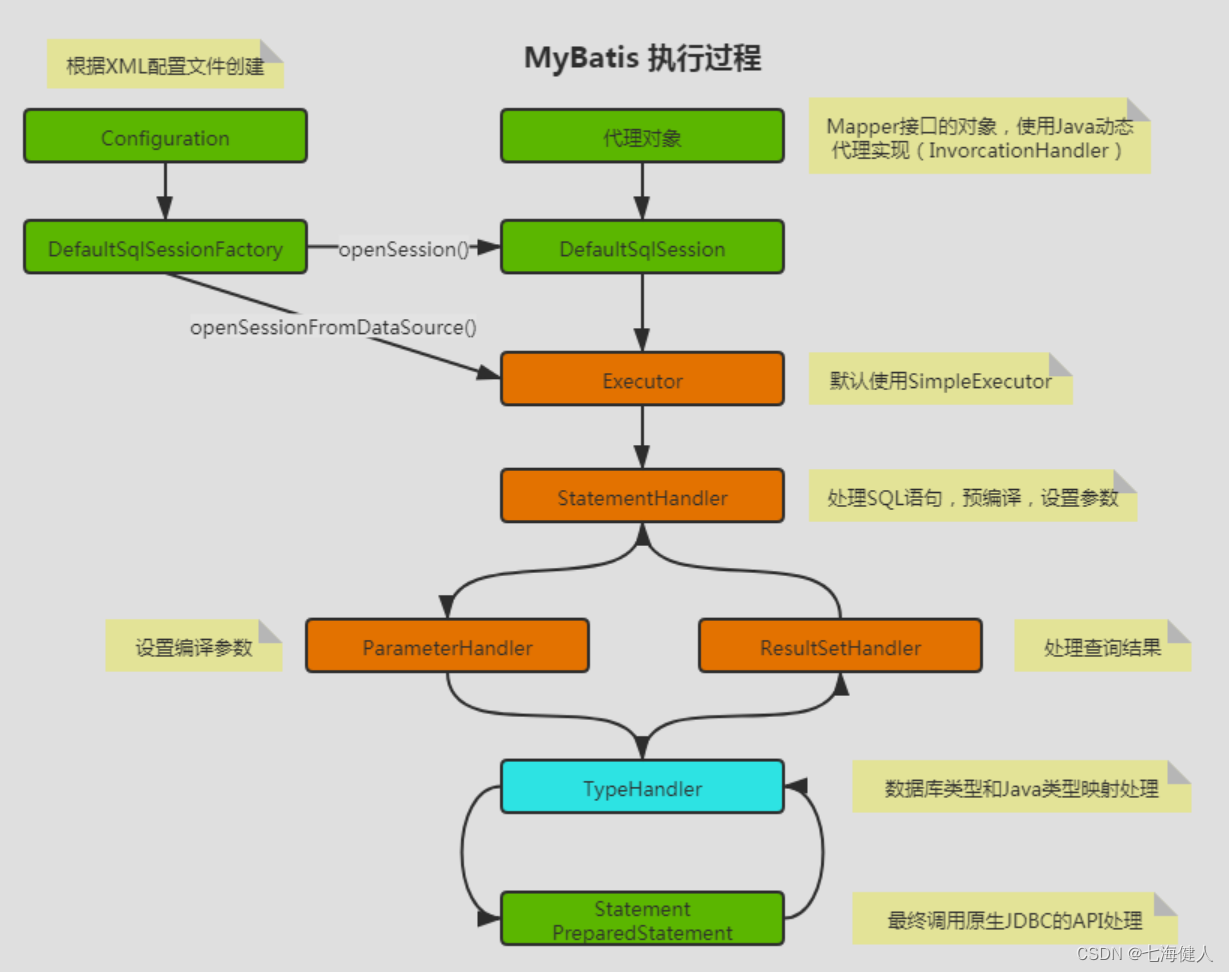 MyBatis 执行过程
根据XML配置文件创建
Configuration
代理对象
Mapper接口的对象，使用Java动态
代理实现（InvorcationHandler）
DefaultSqlSessionFactory
openSession()
DefaultSqlSession
openSessionFromDataSource()
Executor
默认使用SimpleExecutor
StatementHandler
处理SQL语句，预编译，设置参数
设置编译参数
ParameterHandler
ResultSetHandler
处理查询结果
TypeHandler
数据库类型和Java类型映射处理
Statement
PreparedStatement
最终调用原生JDBC的API处理
CSDN @七海健人